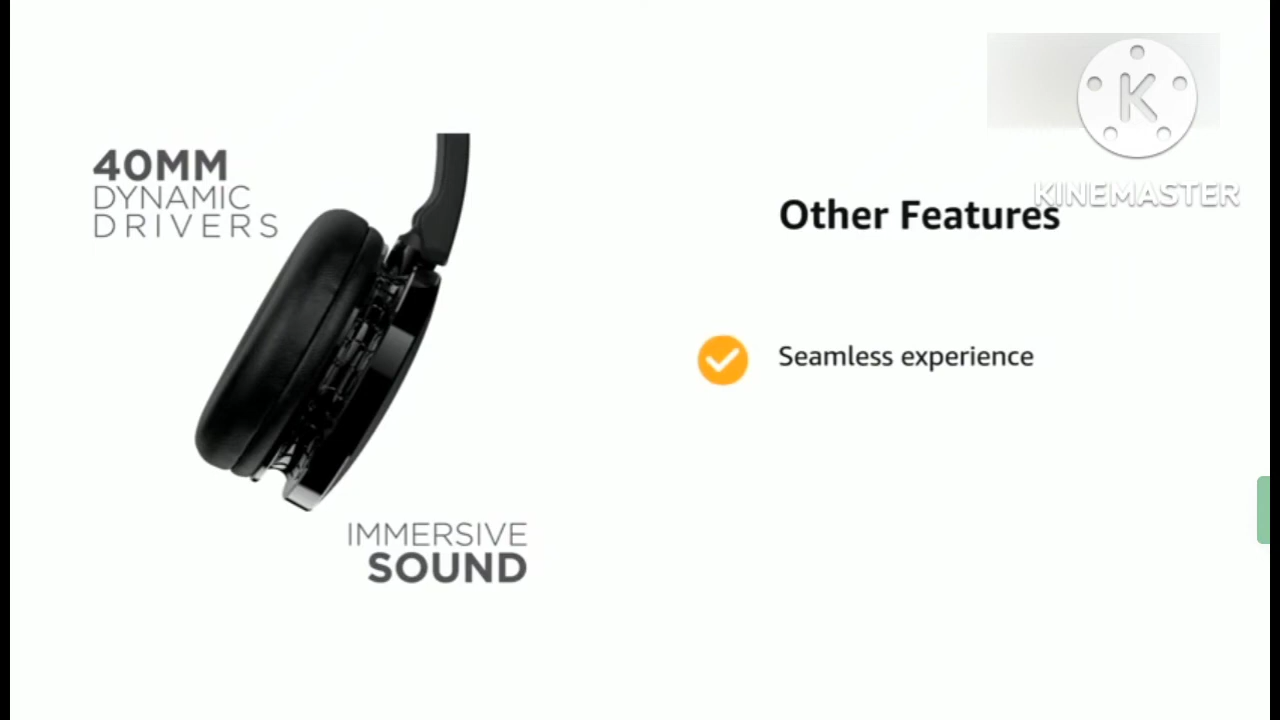 40MM
DYNAMIC
DRIVERS
IMMERSIVE
SOUND
KINEMASTER
Other Features
Seamless experience